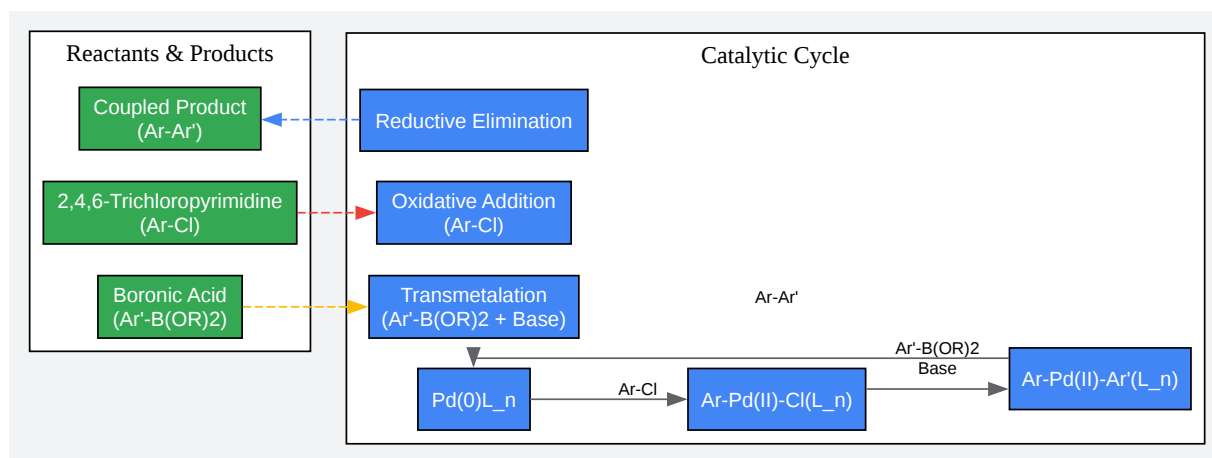 Reactants & Products
Coupled Product
(Ar-Ar')
2,4,6-Trichloropyrimidine
(Ar-Cl)
Boronic Acid
(Ar'-B(OR)2)
Catalytic Cycle
Reductive Elimination
Oxidative Addition
(Ar-Cl)
Transmetalation
(Ar'-B(OR)2 + Base)
Ar-Ar'
Pd(0)L_n
Ar-Cl
Ar-Pd(II)-Cl(L_n)
Ar'-B(OR)2
Base
Ar-Pd(II)-Ar'(L_n)